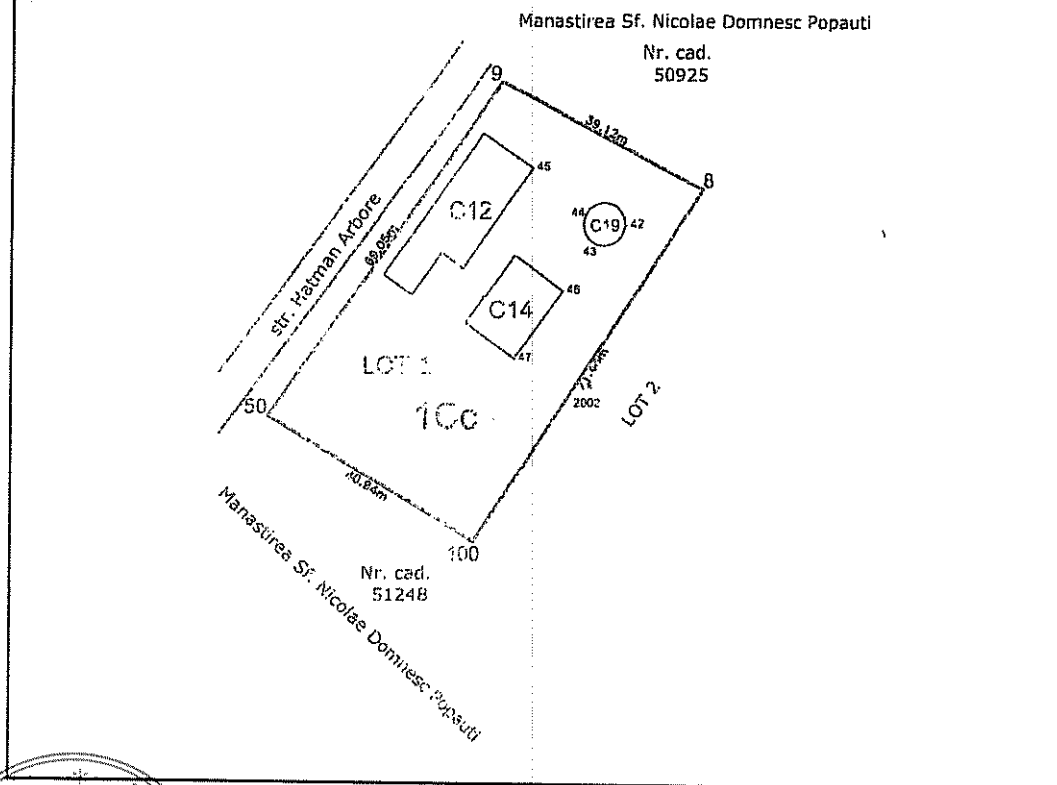 Manastirea Sf. Nicolae Domnesc Popauti
Nr. cad.
50925
9
39.12m
8
45
C12
44
C19
42
43
str. Hatman Arbore
46
C14
47
LOT 1
2002
LOT 2
50
1Cc
40.84m
100
Nr. cad.
51248
Manastirea Sf. Nicolae Domnesc Popauti